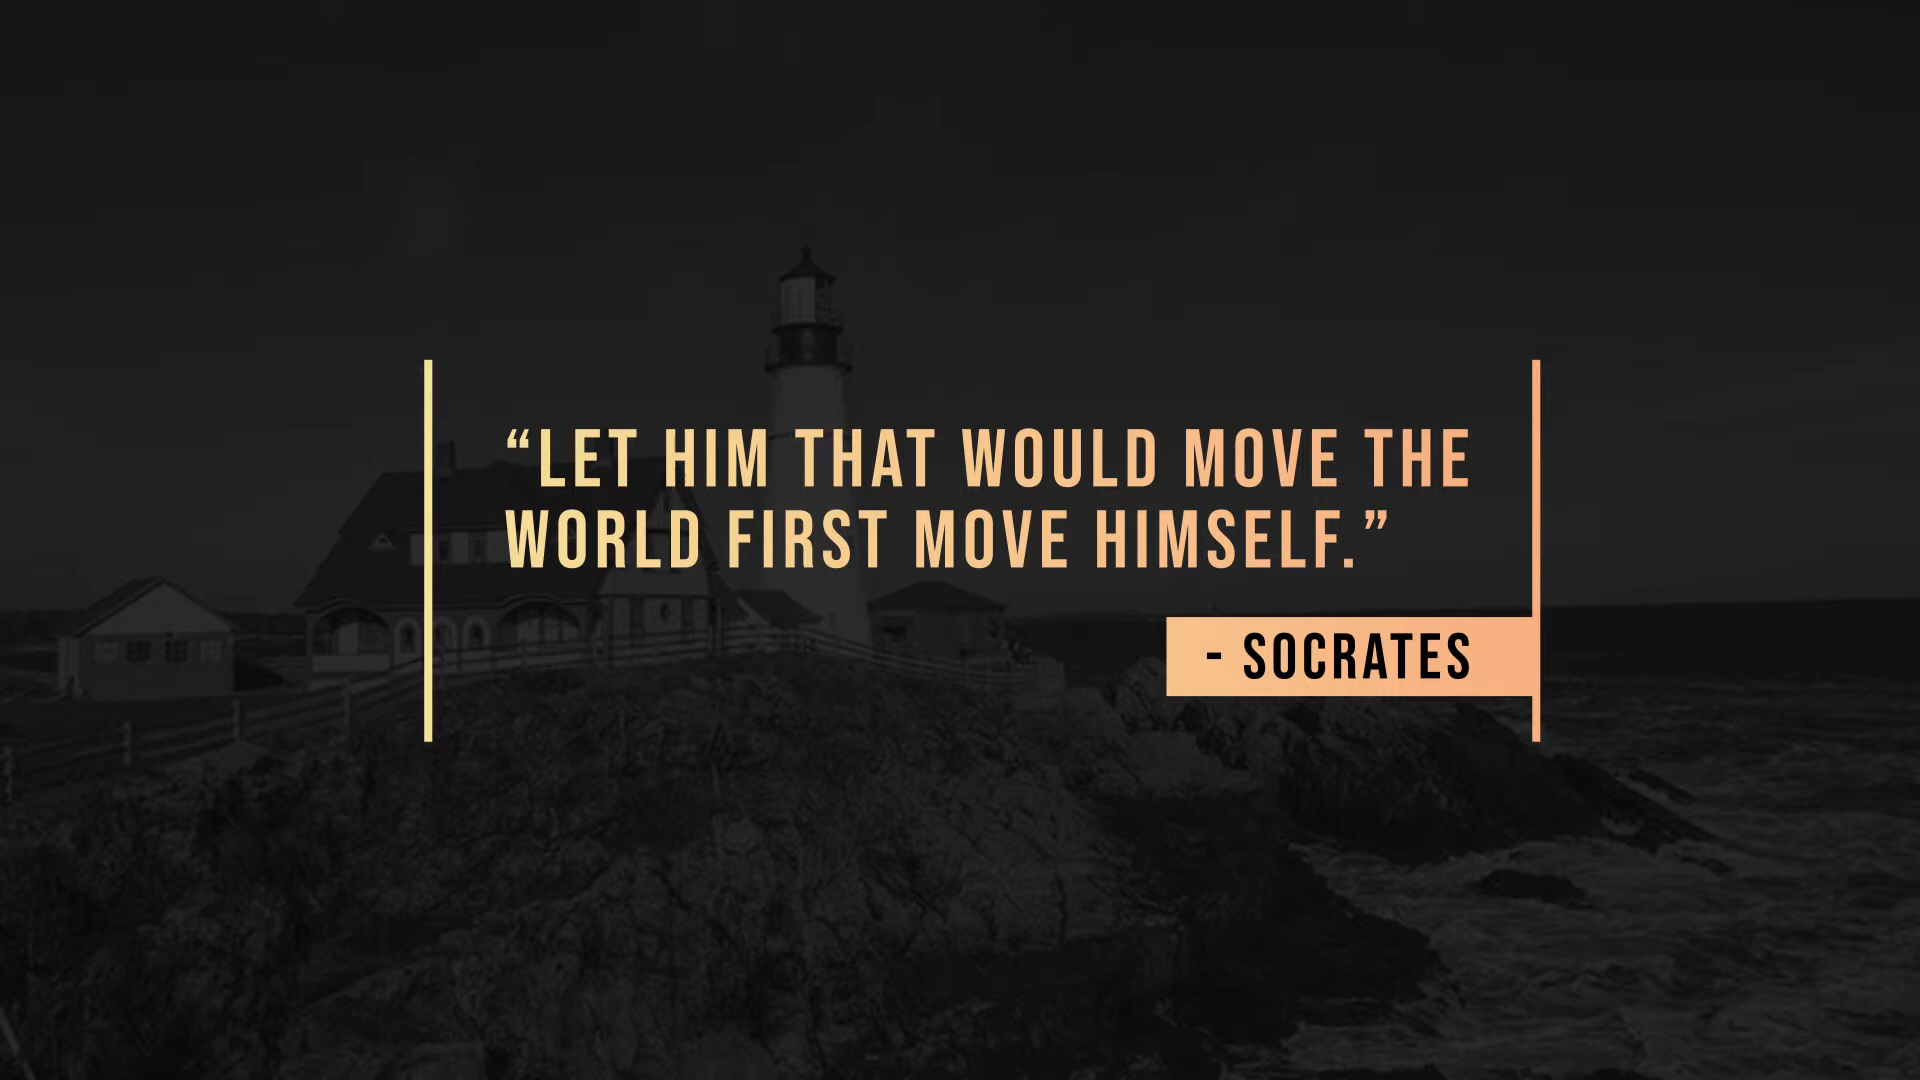 “LET HIM THAT WOULD MOVE THE
WORLD FIRST MOVE HIMSELF.”
- SOCRATES